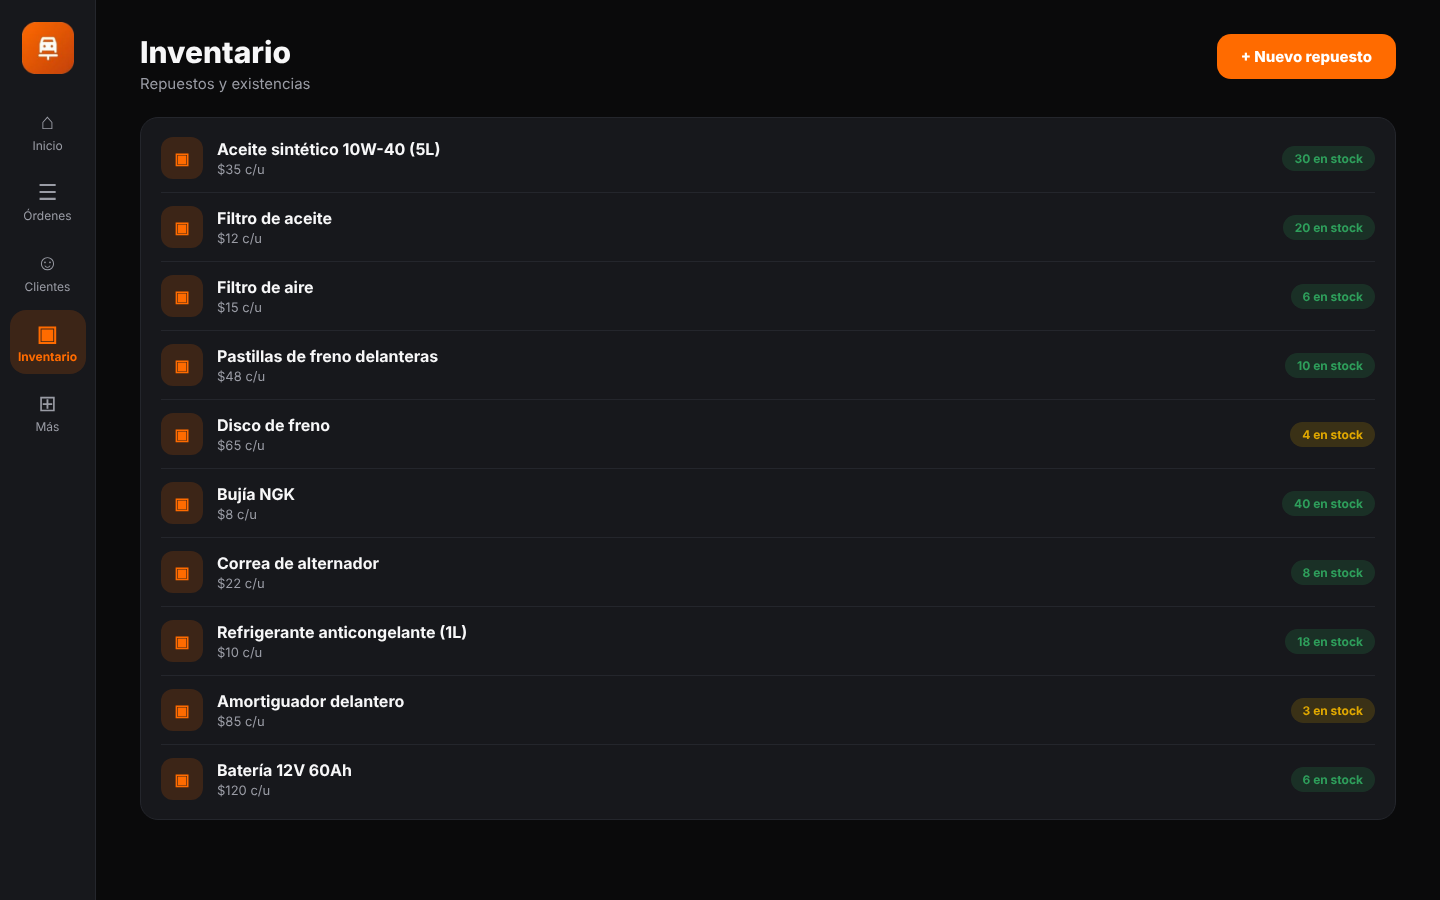 Inventario
Repuestos y existencias
+ Nuevo repuesto
Inicio
Órdenes
Clientes
Inventario
Más
Aceite sintético 10W-40 (5L)
$35 c/u
30 en stock
Filtro de aceite
$12 c/u
20 en stock
Filtro de aire
$15 c/u
6 en stock
Pastillas de freno delanteras
$48 c/u
10 en stock
Disco de freno
$65 c/u
4 en stock
Bujía NGK
$8 c/u
40 en stock
Correa de alternador
$22 c/u
8 en stock
Refrigerante anticongelante (1L)
$10 c/u
18 en stock
Amortiguador delantero
$85 c/u
3 en stock
Batería 12V 60Ah
$120 c/u
6 en stock